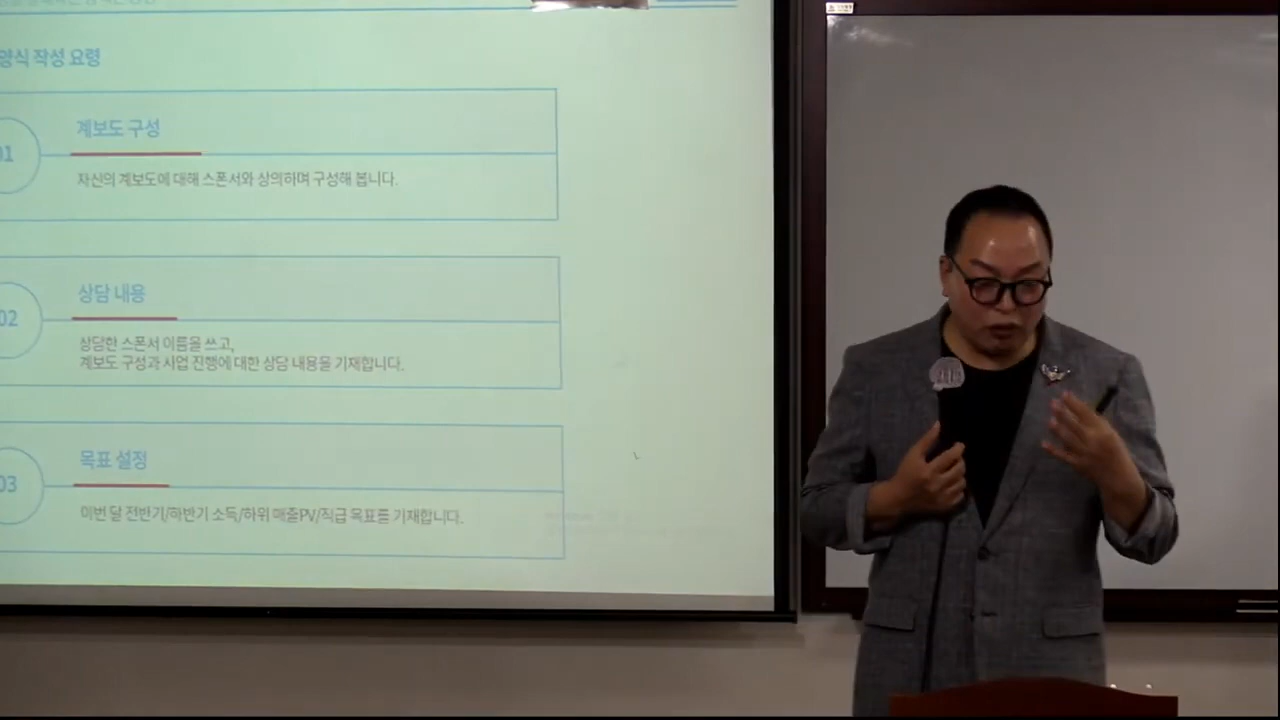 양식 작성 요령
01
계보도 구성
자신의 계보도에 대해 스폰서와 상의하며 구성해 봅니다.
02
상담 내용
상담한 스폰서 이름을 쓰고,
계보도 구성과 사업 진행에 대한 상담 내용을 기재합니다.
03
목표 설정
이번 달 전반기/하반기 소득/하위 매출PV/직급 목표를 기재합니다.